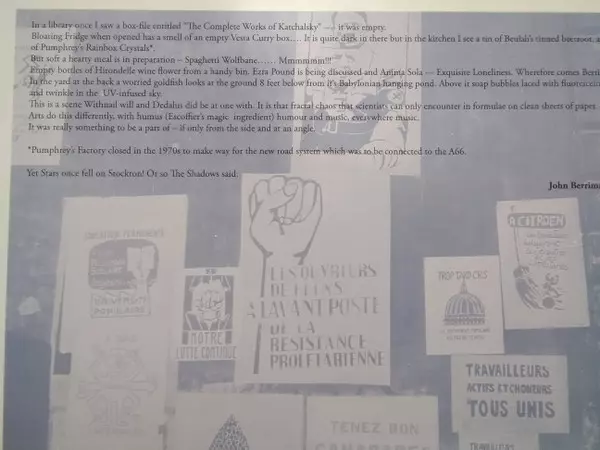 In a library once I saw a box-file entitled "The Complete Works of Katchalsky" — it was empty.
Bloating Fridge when opened has a smell of an empty Vesta Curry box.... It is quite dark in there but in the kitchen I see a tin of Beulah's tinned beetroot, a
of Pumphrey's Rainbow Crystals*.
But soft a hearty meal is in preparation – Spaghetti Wolfbane…… Mmmmmm!!!
Empty bottles of Hirondelle wine flower from a handy bin. Ezra Pound is being discussed and Anima Sola — Exquisite Loneliness. Wherefore comes Berri
In the yard at the back a worried goldfish looks at the ground 8 feet below from it's Babylonian hanging pond. Above it soap bubbles laced with
and twinkle in the UV-infused sky.
This is a scene Withnail will and Dedalus did be at one with. It is that fractal chaos that scientists can only encounter in formulae on clean sheets of paper.
Arts do this differently, with humus (Escoffier's magic ingredient) humour and music, everywhere music.
It was really something to be a part of – if only from the side and at an angle.
*Pumphrey's Factory closed in the 1970s to make way for the new road system which was to be connected to the A66.
Yet Stars once fell on Stockton! Or so The Shadows said.
John Berrim
POPULAIRE
NOTRE
LUTTE CONTINUE
LES OUVRIERS
DE FLINS
A L'AVANT POSTE
DE LA
RESISTANCE
PROLETARIENNE
CITROEN
TROP D'UD CRS
TRAVAILLEURS
ACTIFS ET CHOMEURS
TOUS UNIS
TENEZ BON
CAMARADES
TRAVAILLEURS